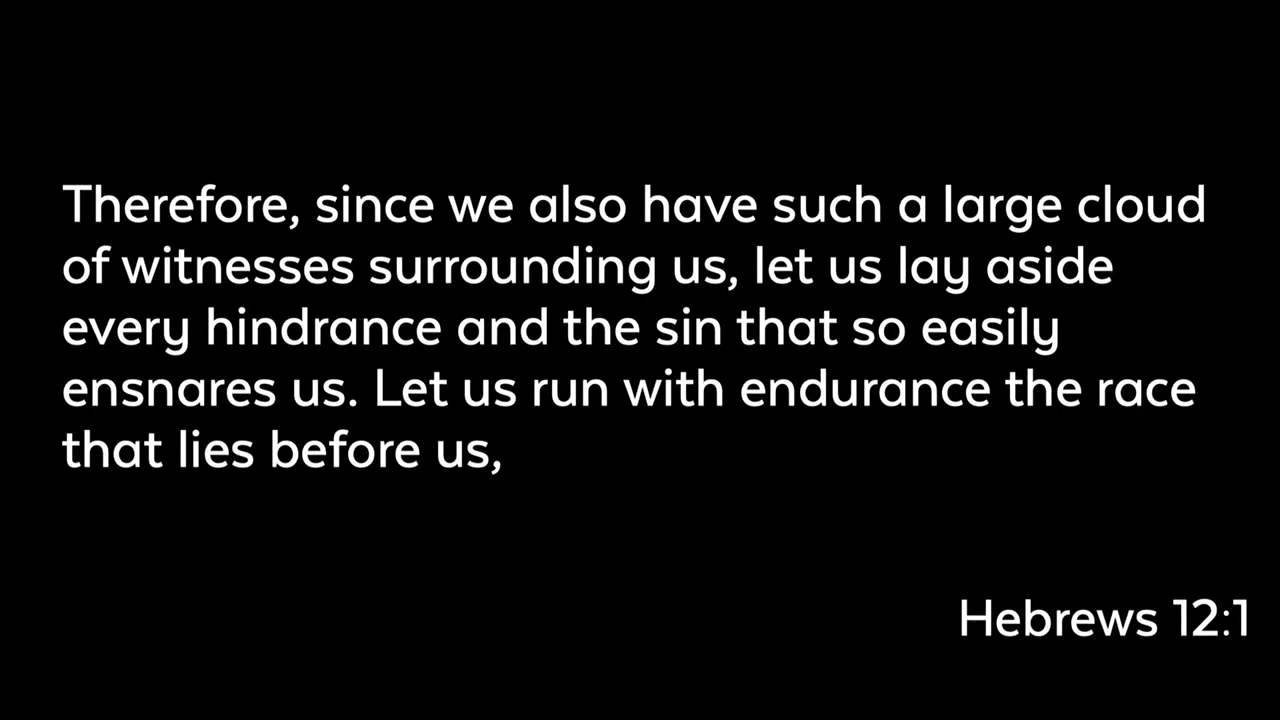 Therefore, since we also have such a large cloud
of witnesses surrounding us, let us lay aside
every hindrance and the sin that so easily
ensnares us. Let us run with endurance the race
that lies before us,
Hebrews 12:1